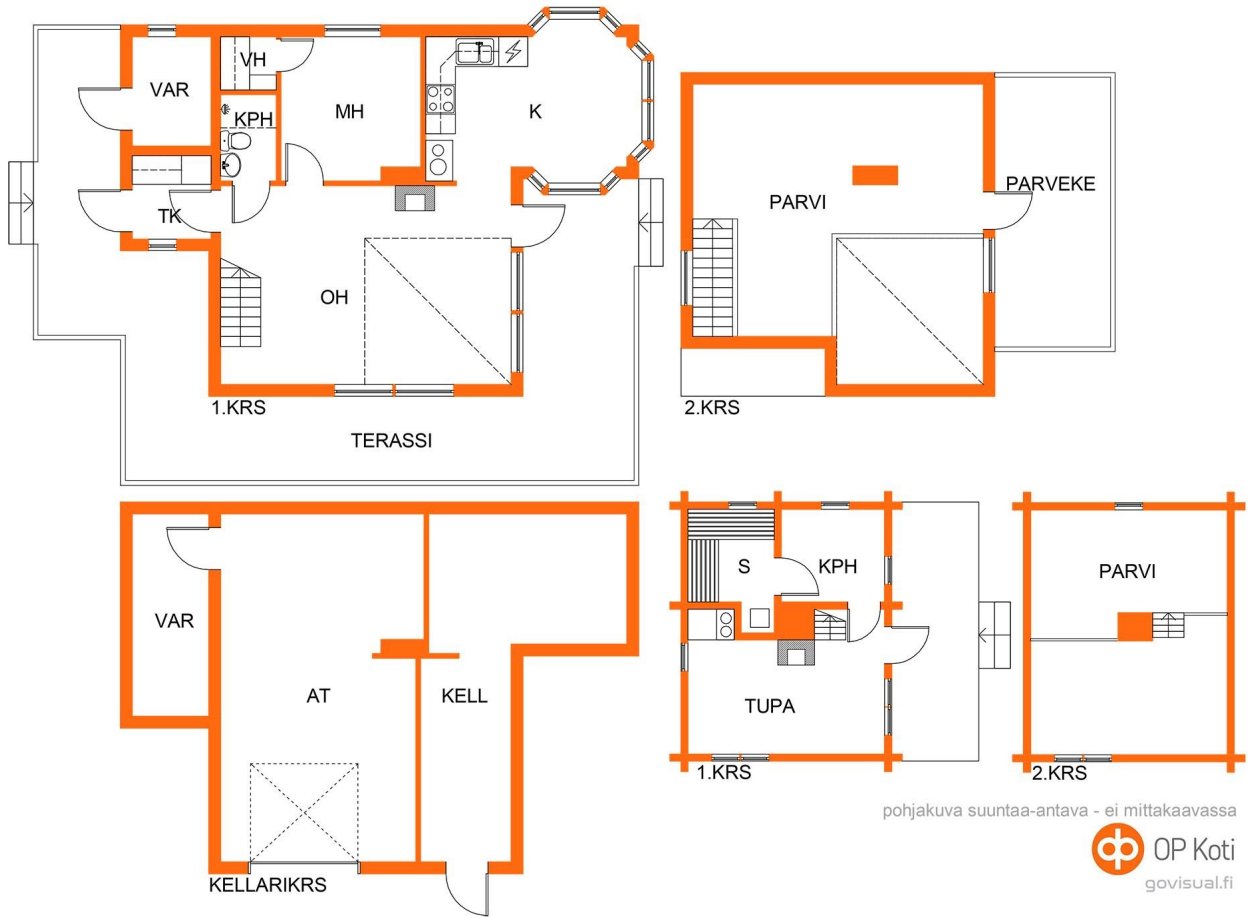 VAR
VH
KPH
MH
K
TK
OH
1.KRS
TERASSI
PARVI
PARVEKE
2.KRS
VAR
AT
KELL
KELLARIKRS
S
KPH
TUPA
1.KRS
PARVI
2.KRS
pohjakuva suuntaa-antava - ei mittakaavassa
OP Koti
govisual.fi